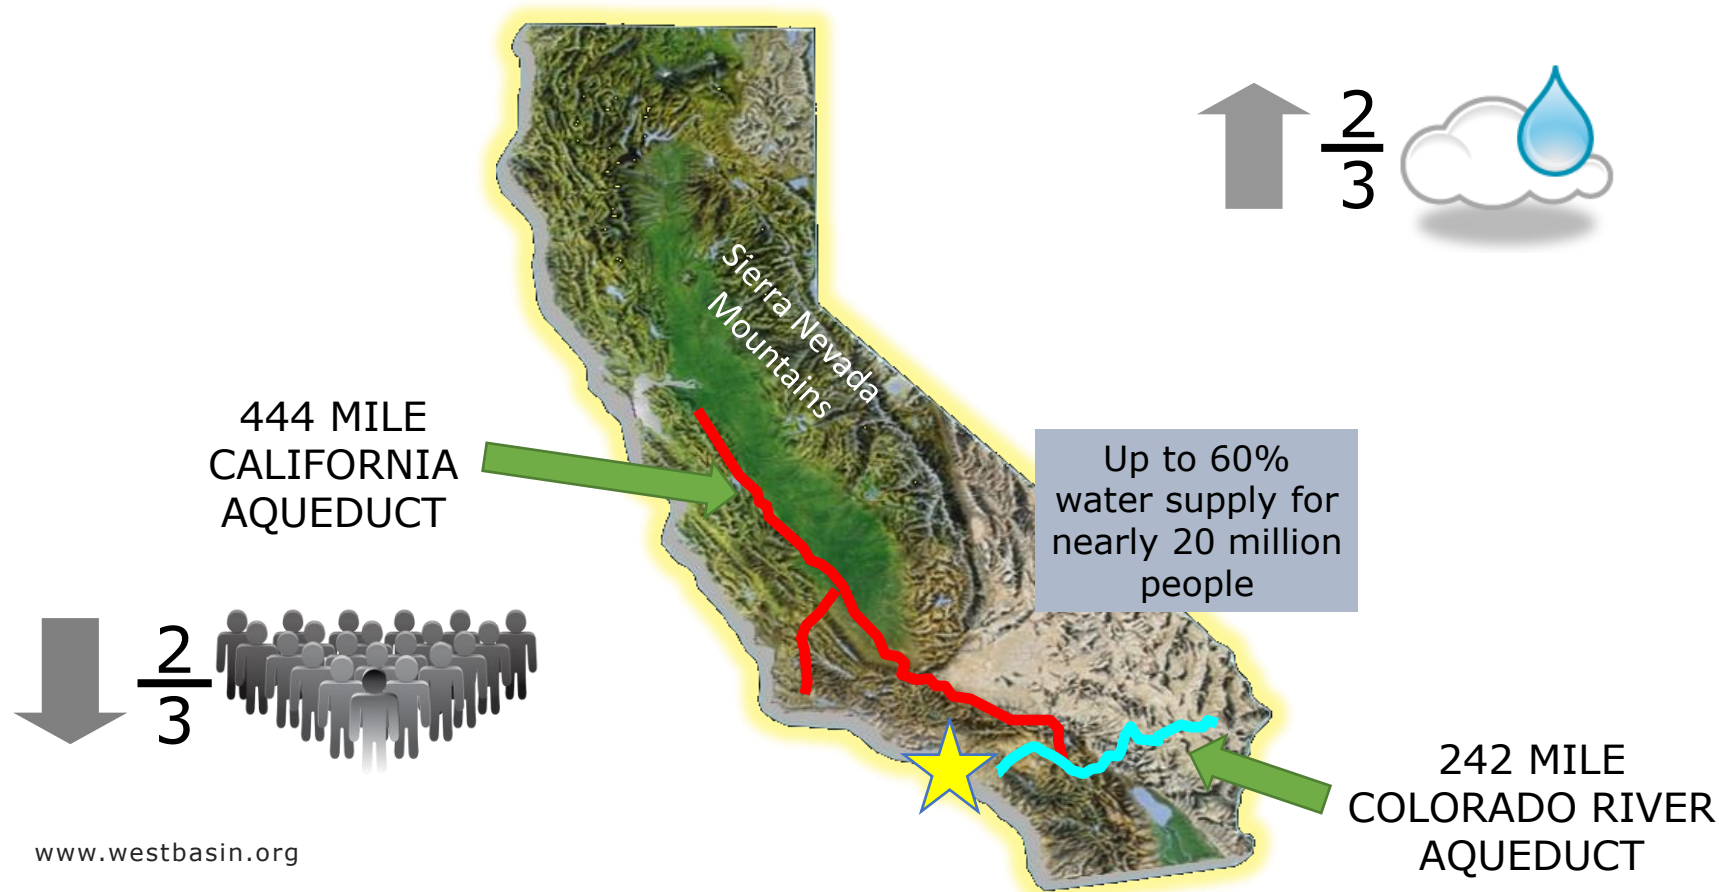 2
3
Sierra Nevada
Mountains
444 MILE
CALIFORNIA
AQUEDUCT
Up to 60%
water supply for
nearly 20 million
people
2
3
242 MILE
COLORADO RIVER
AQUEDUCT
www.westbasin.org